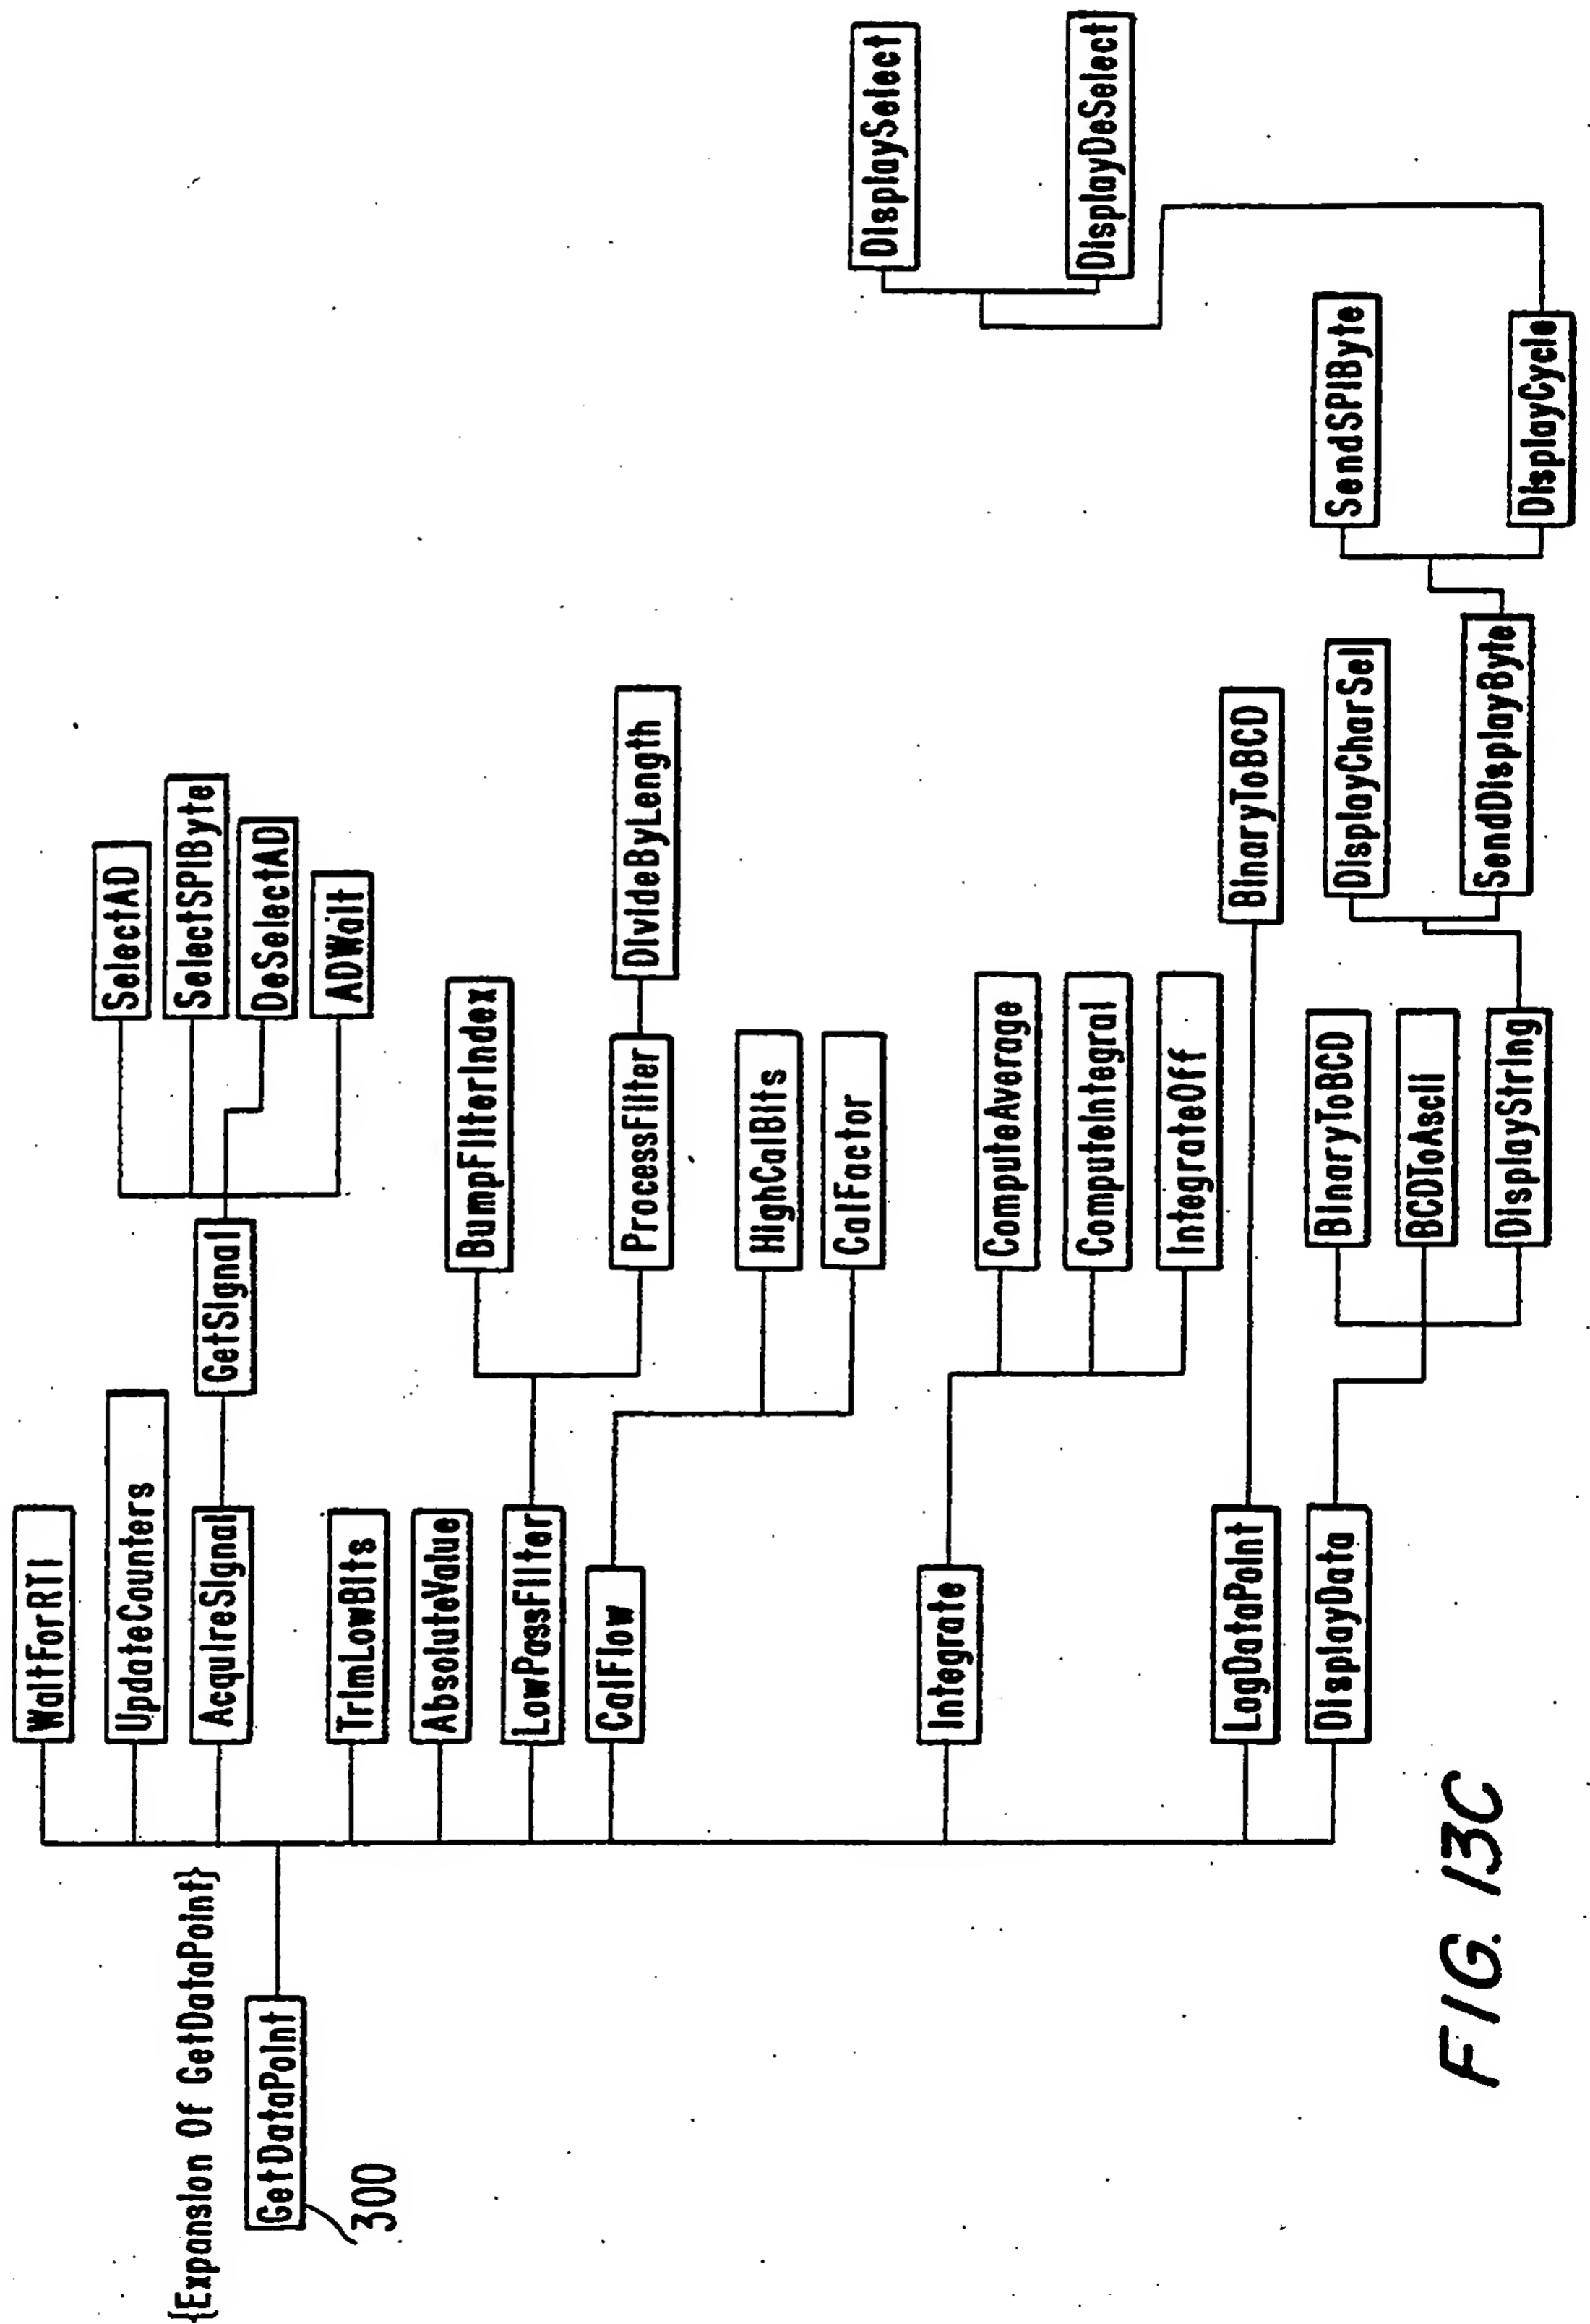 {Expansion Of GetDataPoint}
GetDataPoint
300
WaitForRTI
UpdateCounters
AcquireSignal
GetSignal
SelectAD
SelectSPIByte
DeSelectAD
ADWait
TrimLowBits
AbsoluteValue
LowPassFilter
BumpFilterIndex
ProcessFilter
DivideByLength
CalFlow
HighCalBits
CalFactor
Integrate
ComputeAverage
ComputeIntegral
IntegrateOff
LogDataPoint
BinaryToBCD
DisplayData
BinaryToBCD
BCDToAscii
DisplayString
DisplayCharSel
SendDisplayByte
SendSPIByte
DisplayCycle
DisplaySelect
DisplayDeSelect
FIG. 13C